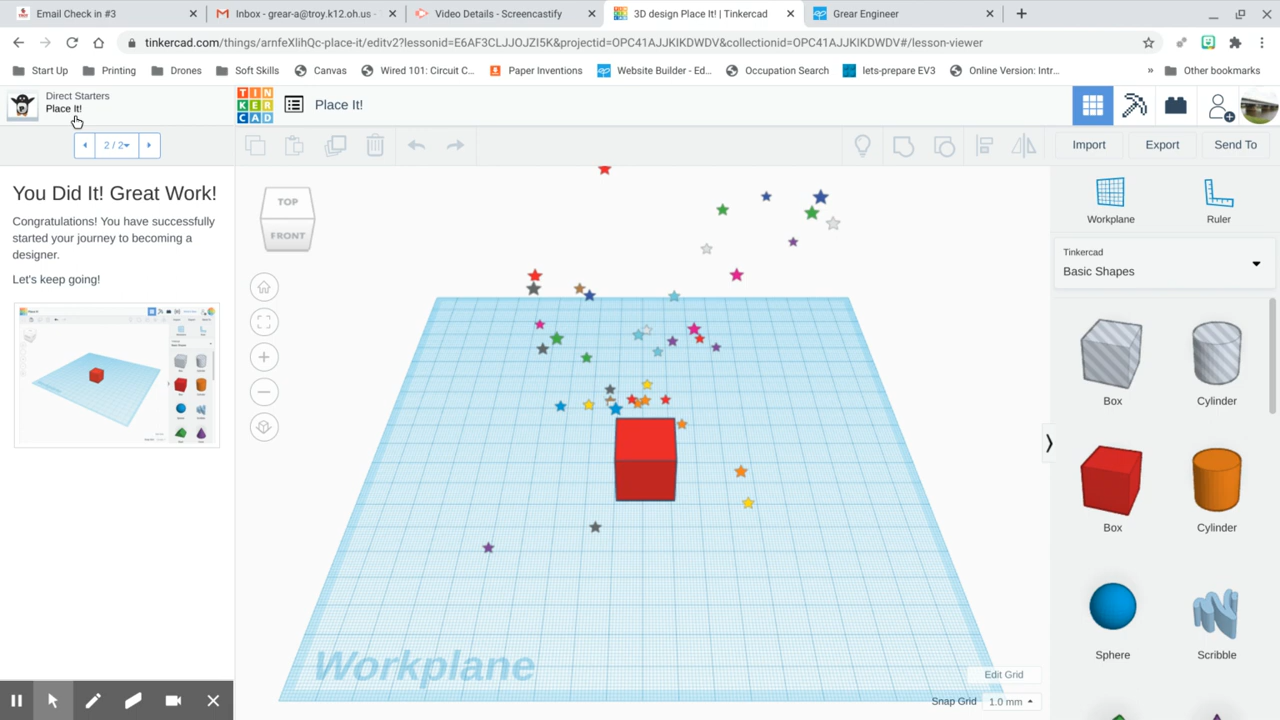 Email Check in #3
Inbox - grear-a@troy.k12.oh.us -
Video Details - Screencastify
3D design Place It! | Tinkercad
Grear Engineer
tinkercad.com/things/arnfeXlihQc-place-it/editv2?lessonid=E6AF3CLJIOJZI5K&projectid=OPC41AJJKIKDWDV&collectionid=OPC41AJJKIKDWDV#/lesson-viewer
Start Up
Printing
Drones
Soft Skills
Canvas
Wired 101: Circuit C...
Paper Inventions
Website Builder - Ed...
Occupation Search
lets-prepare EV3
Online Version: Intr...
»
Other bookmarks
Direct Starters
Place It!
TIN
KER
CAD
Place It!
2 / 2
Import
Export
Send To
You Did It! Great Work!
Congratulations! You have successfully
started your journey to becoming a
designer.
Let's keep going!
TOP
FRONT
Workplane
Ruler
Tinkercad
Basic Shapes
Box
Cylinder
Box
Cylinder
Sphere
Scribble
Workplane
Edit Grid
Snap Grid
1.0 mm